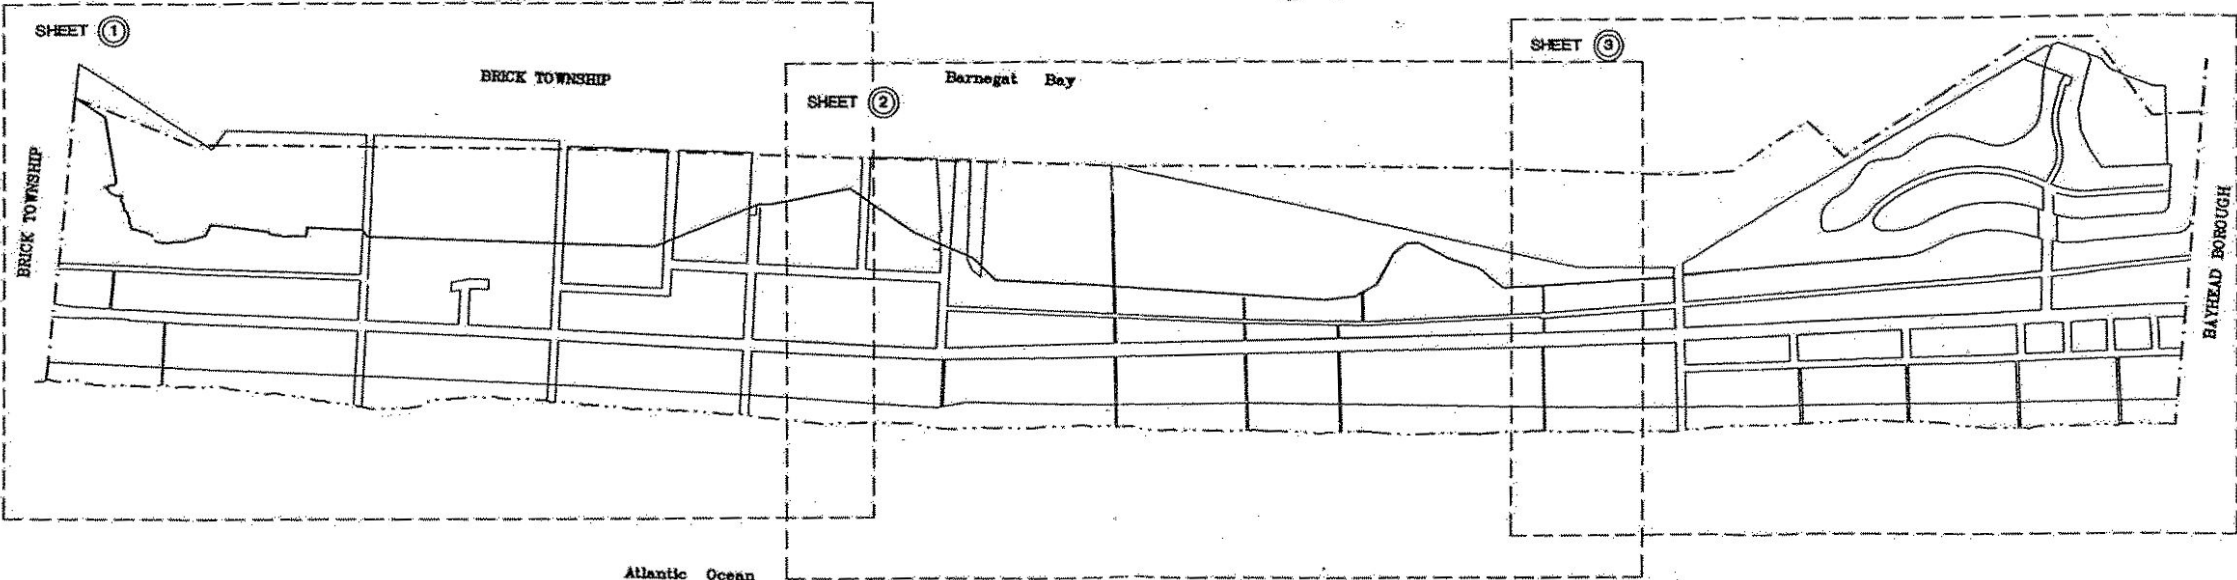 SHEET 1
SHEET 3
BRICK TOWNSHIP
Barnegat Bay
SHEET 2
BRICK TOWNSHIP
BAYHEAD BOROUGH
Atlantic Ocean